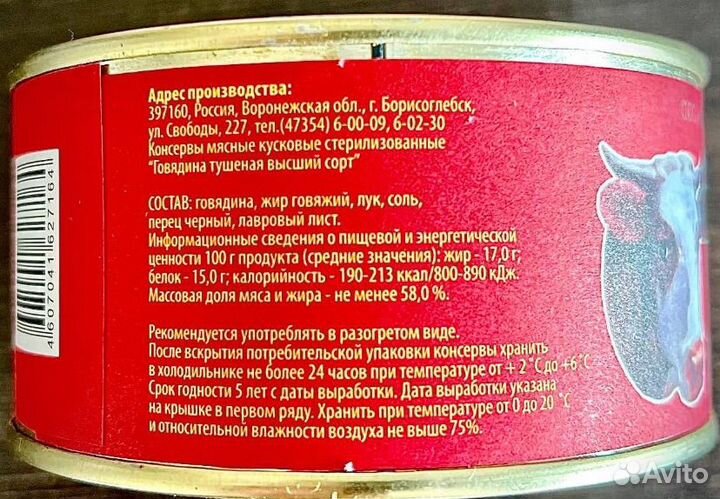 Адрес производства:
397160, Россия, Воронежская обл., г. Борисоглебск,
ул. Свободы, 227, тел.(47354) 6-00-09, 6-02-30
Консервы мясные кусковые стерилизованные
"Говядина тушеная высший сорт"
СОСТАВ: говядина, жир говяжий, лук, соль,
перец черный, лавровый лист.
Информационные сведения о пищевой и энергетической
ценности 100 г продукта (средние значения): жир - 17,0 г;
белок - 15,0 г; калорийность - 190-213 ккал/800-890 кДж.
Массовая доля мяса и жира - не менее 58,0 %.
Рекомендуется употреблять в разогретом виде.
После вскрытия потребительской упаковки консервы хранить
в холодильнике не более 24 часов при температуре от + 2 °С до +6 °С
Срок годности 5 лет с даты выработки. Дата выработки указана
на крышке в первом ряду. Хранить при температуре от 0 до 20 °С
и относительной влажности воздуха не выше 75%.
4607041627164
Avito